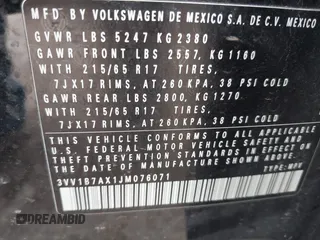 MFD. BY VOLKSWAGEN DE MEXICO S.A. DE C.V. MEXICO
GVWR LBS 5247 KG 2380
GAWR FRONT LBS 2557, KG 1160
WITH 215/65 R17 TIRES,
7JX17 RIMS, AT 260 KPA, 38 PSI COLD
GAWR REAR LBS 2800, KG 1270
WITH 215/65 R17 TIRES,
7JX17 RIMS, AT 260 KPA, 38 PSI COLD
THIS VEHICLE CONFORMS TO ALL APPLICABLE
U.S. FEDERAL MOTOR VEHICLE SAFETY AND
THEFT PREVENTION STANDARDS IN EFFECT ON THE
DATE OF MANUFACTURE SHOWN ABOVE.
3VV1B7AX1JM076071 TYPE: MPV
DREAMBID